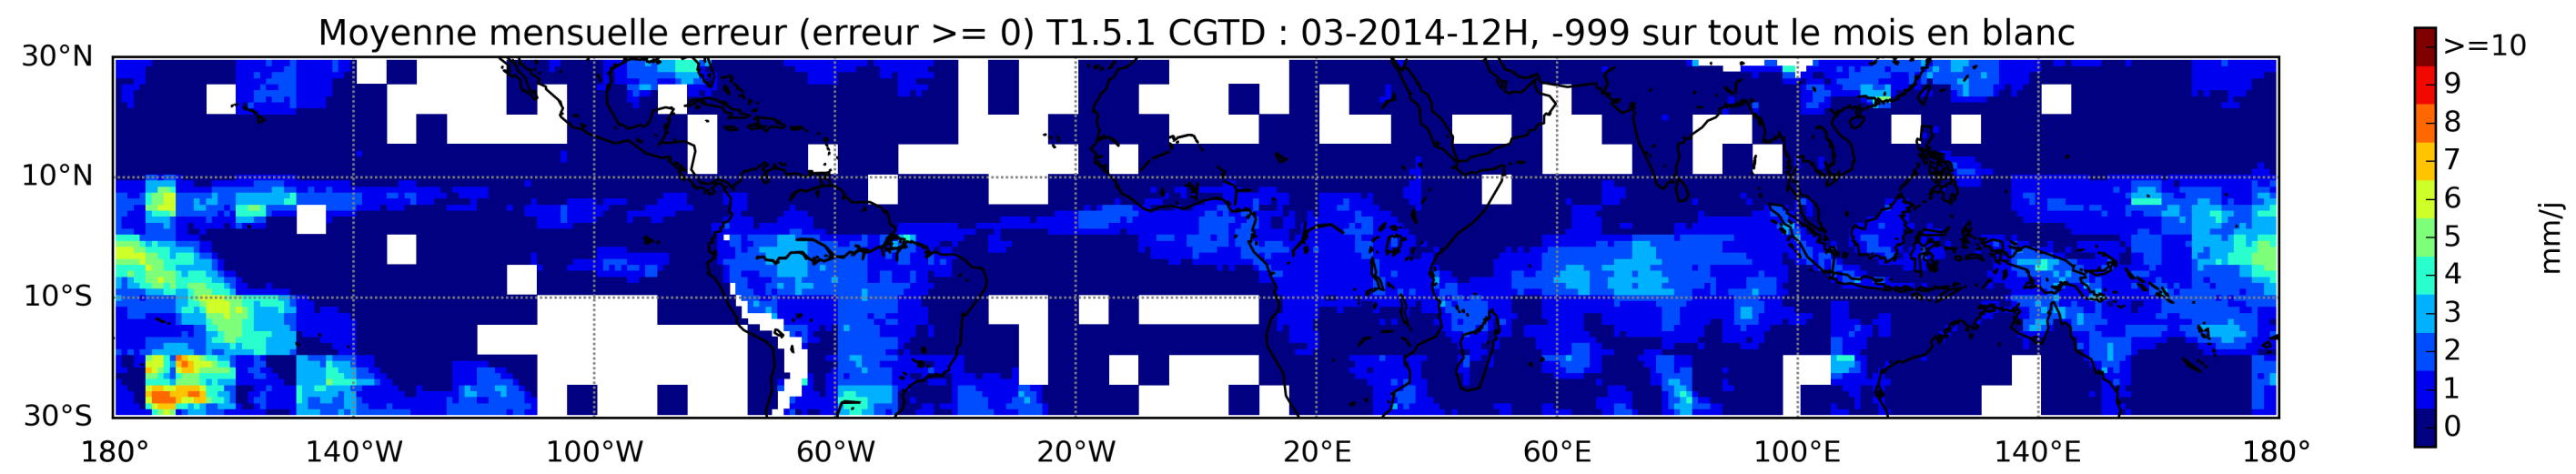 Moyenne mensuelle erreur (erreur >= 0) T1.5.1 CGTD : 03-2014-12H, -999 sur tout le mois en blanc
30°N
10°N
10°S
30°S
180° 140°W 100°W 60°W 20°W 20°E 60°E 100°E 140°E 180°
>=10
9
8
7
6
5
4
3
2
1
0
mm/j